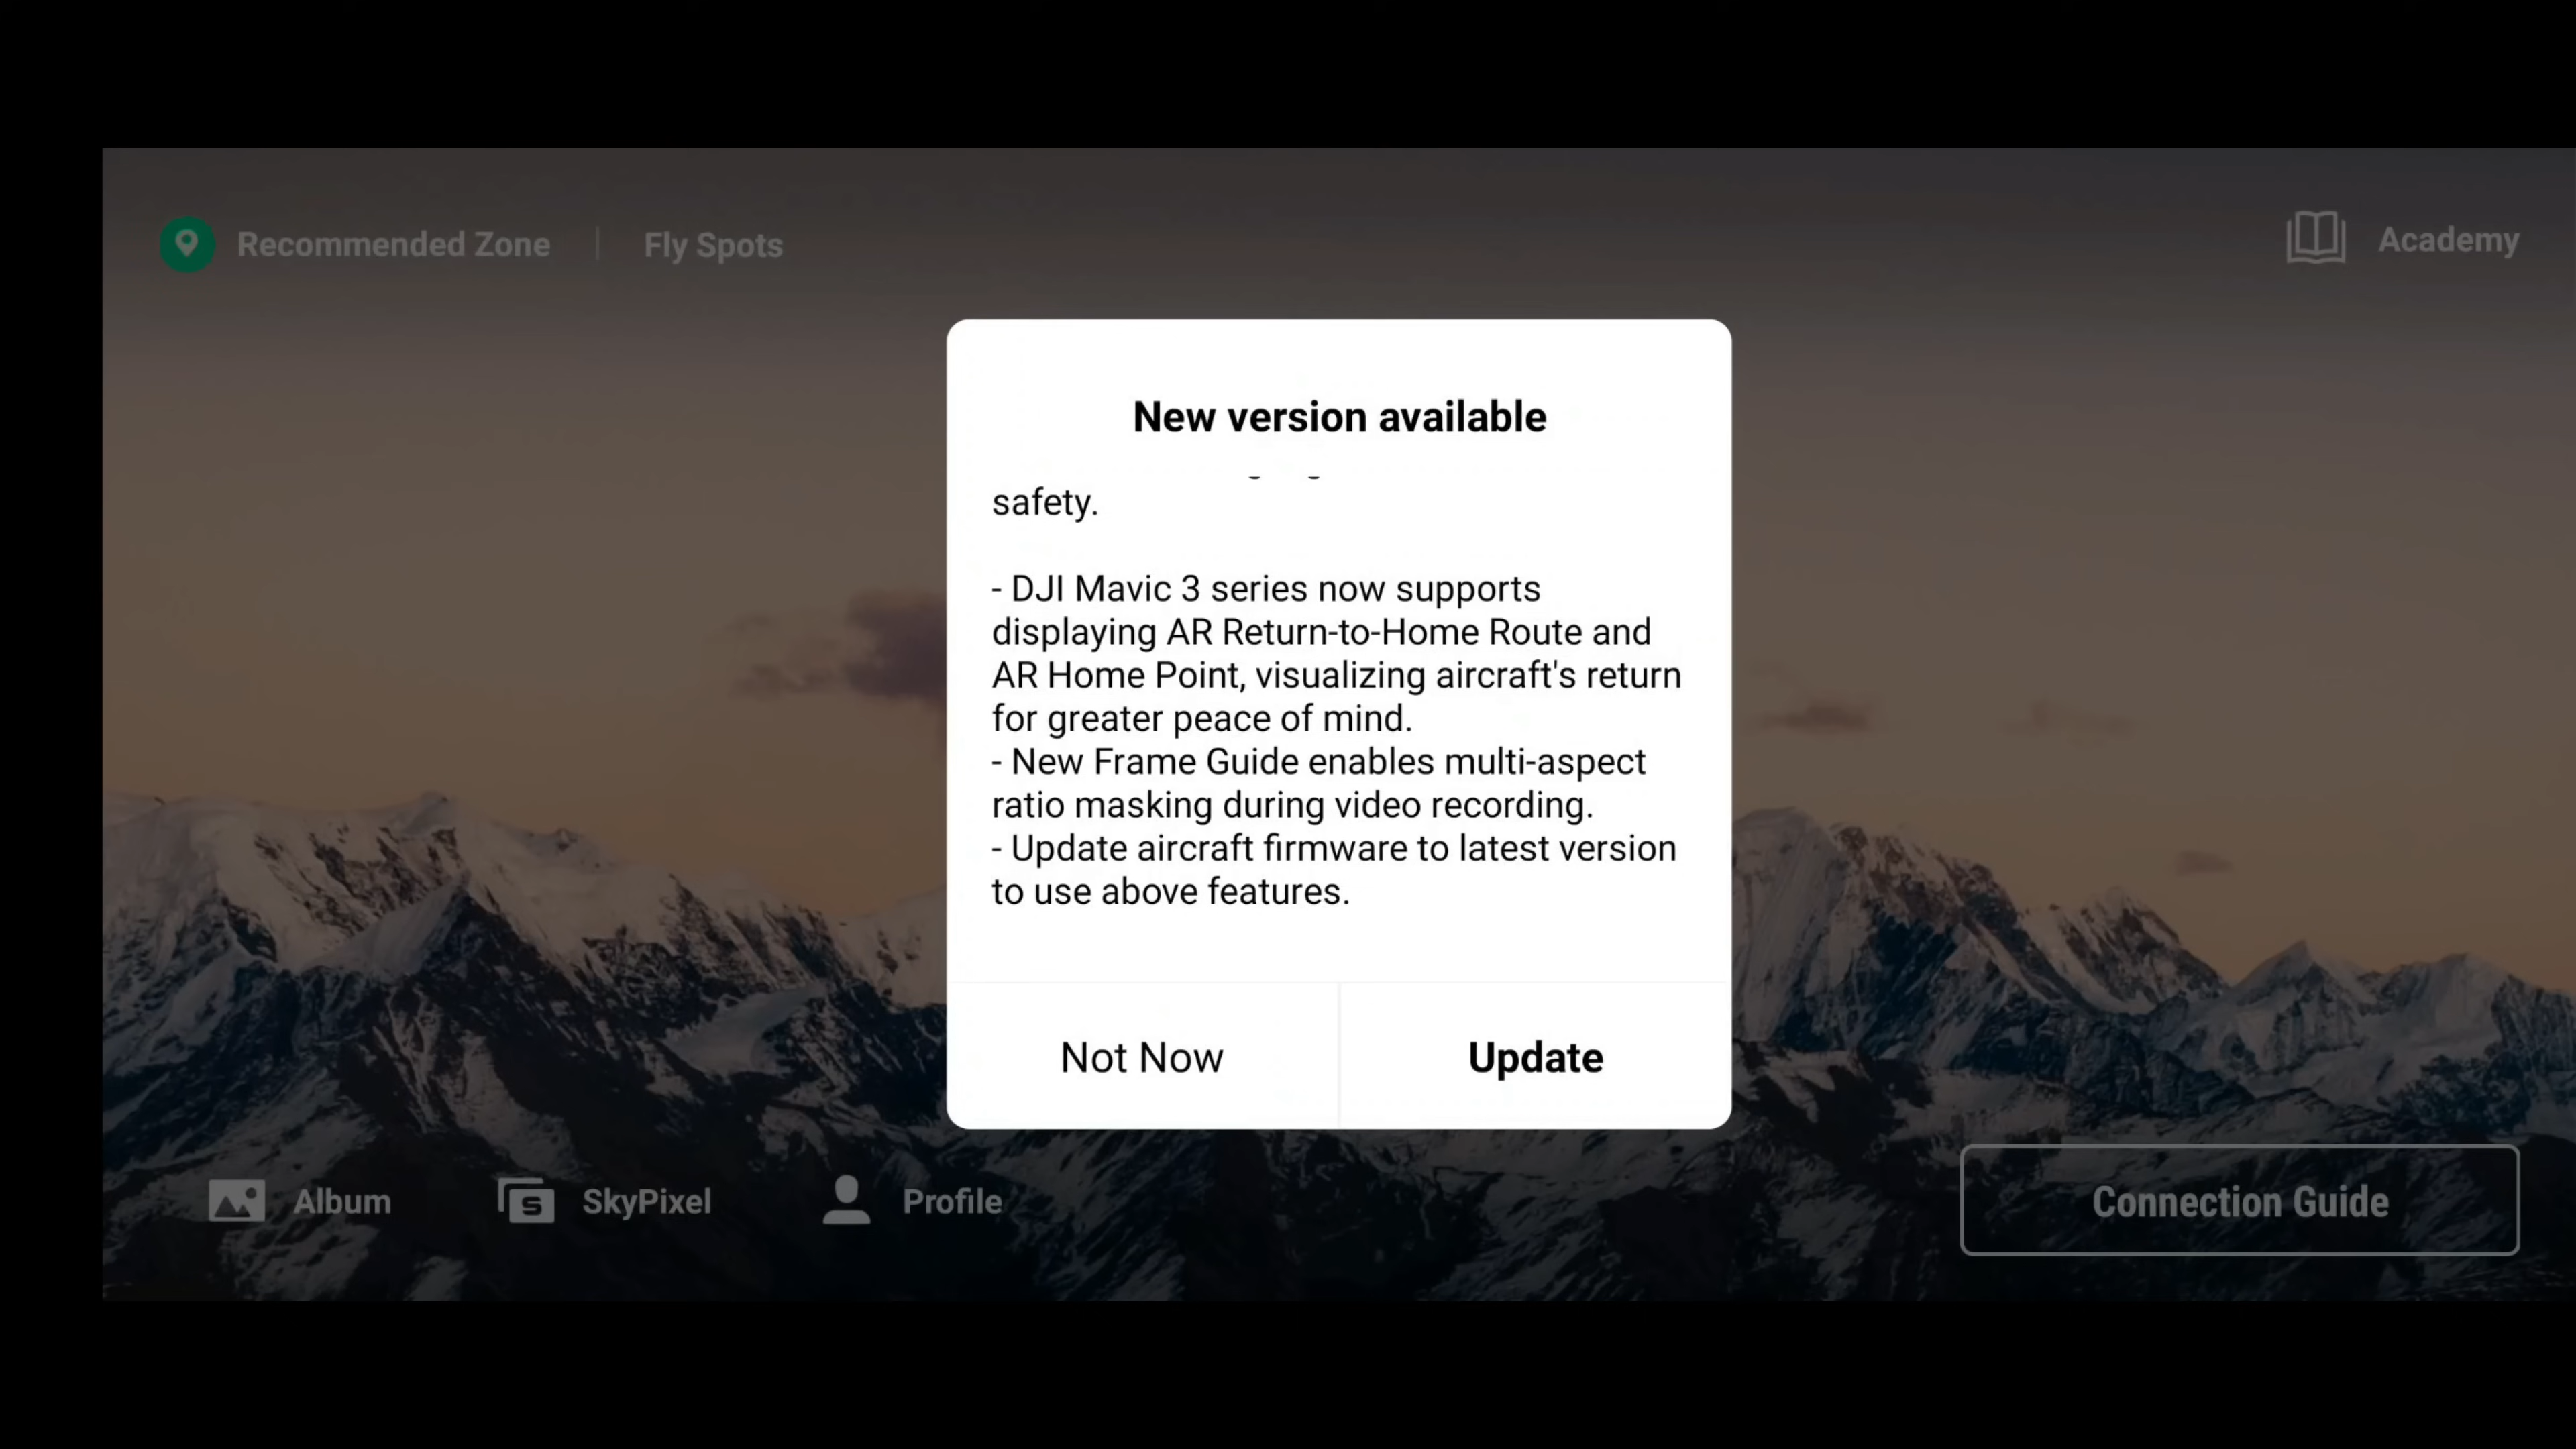 Recommended Zone
Fly Spots
Academy
New version available
safety.
- DJI Mavic 3 series now supports
displaying AR Return-to-Home Route and
AR Home Point, visualizing aircraft's return
for greater peace of mind.
- New Frame Guide enables multi-aspect
ratio masking during video recording.
- Update aircraft firmware to latest version
to use above features.
Not Now
Update
Album
SkyPixel
Profile
Connection Guide